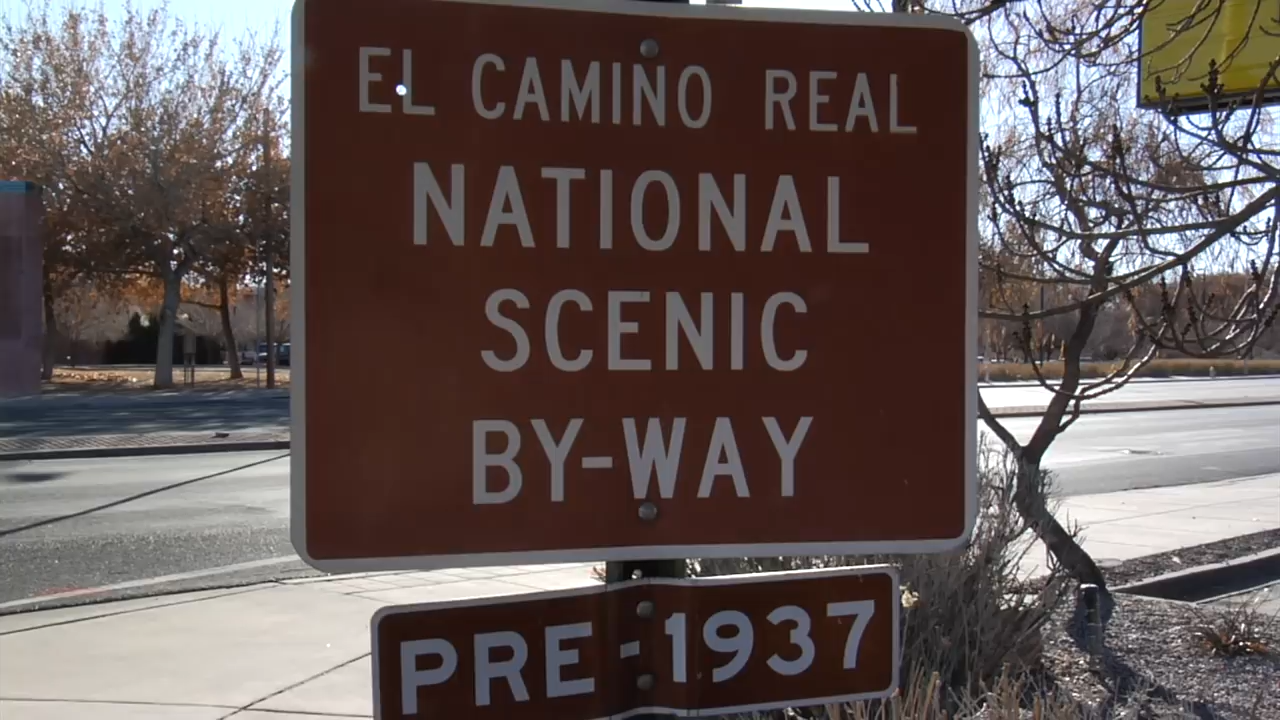 EL CAMINO REAL
NATIONAL
SCENIC
BY-WAY
PRE-1937